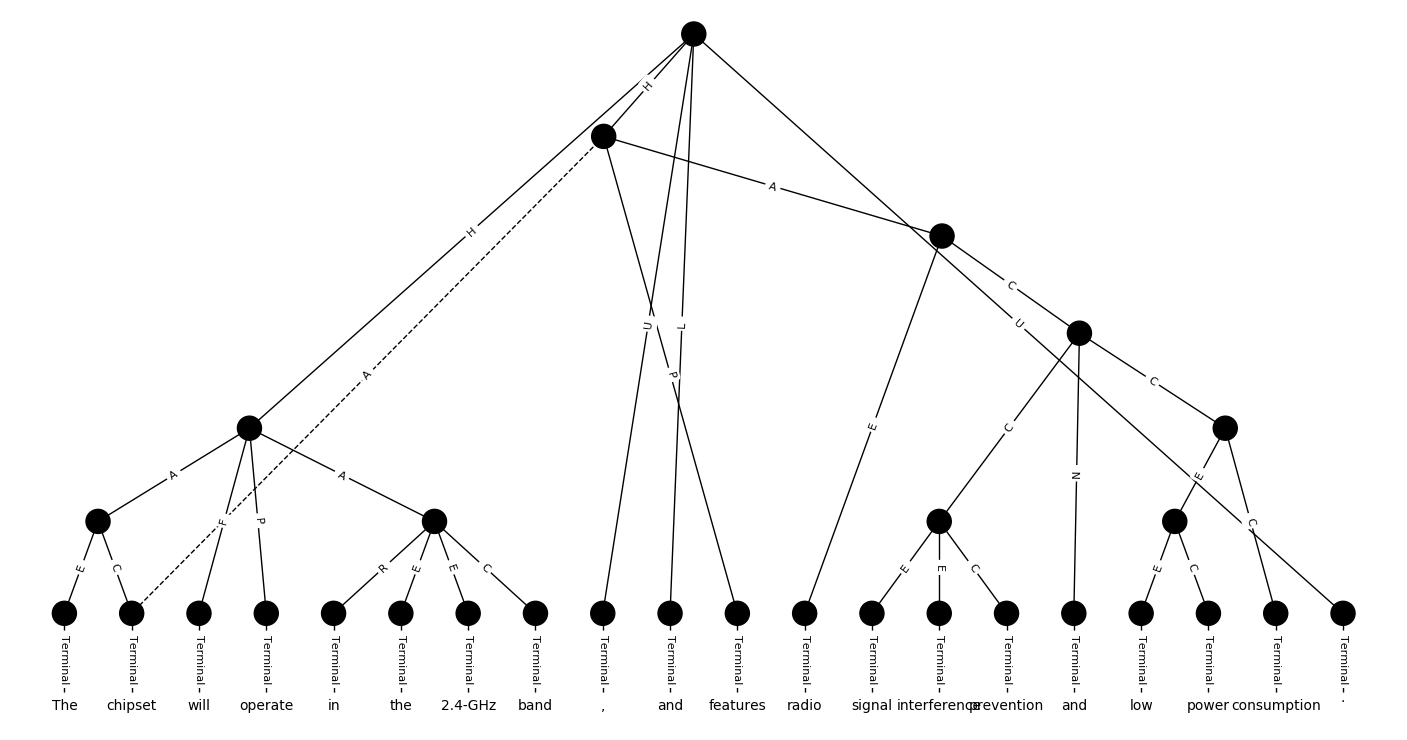 H
A
H
A
C
U
U
L
P
A
C
E
C
A
A
F
P
N
E
C
E
C
R
E
E
C
E
E
C
E
C
Terminal Terminal Terminal Terminal Terminal Terminal Terminal Terminal Terminal Terminal Terminal Terminal Terminal Terminal Terminal Terminal Terminal Terminal Terminal Terminal
The chipset will operate in the 2.4-GHz band , and features radio signal interference prevention and low power consumption .